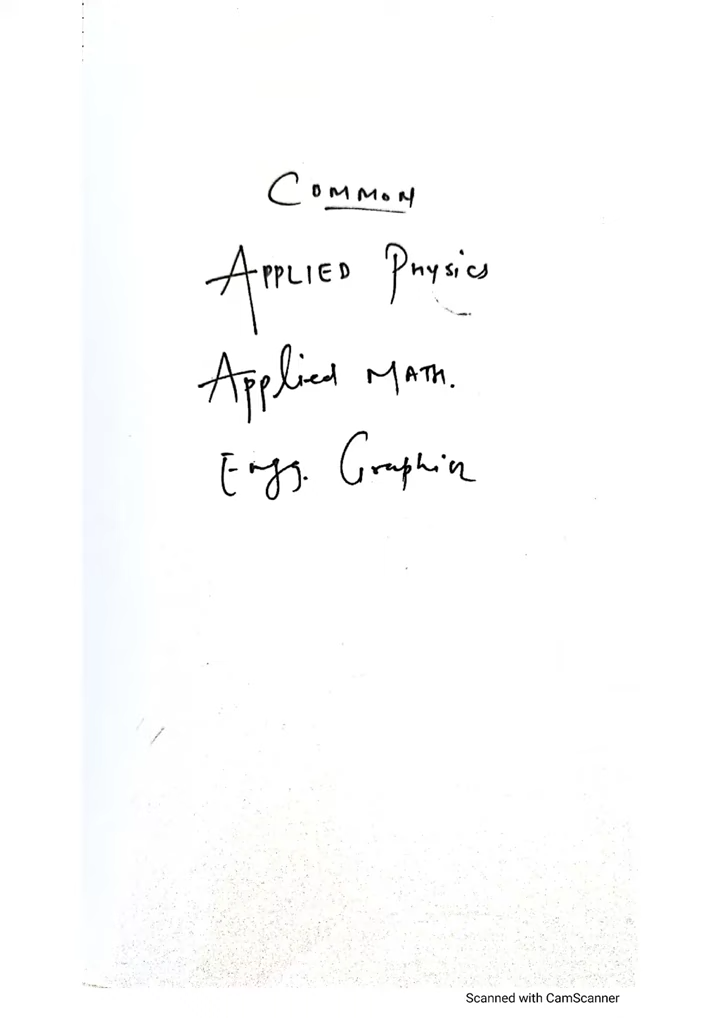 COMMON
APPLIED Physics
Applied MATH.
Engg. Graphics
Scanned with CamScanner